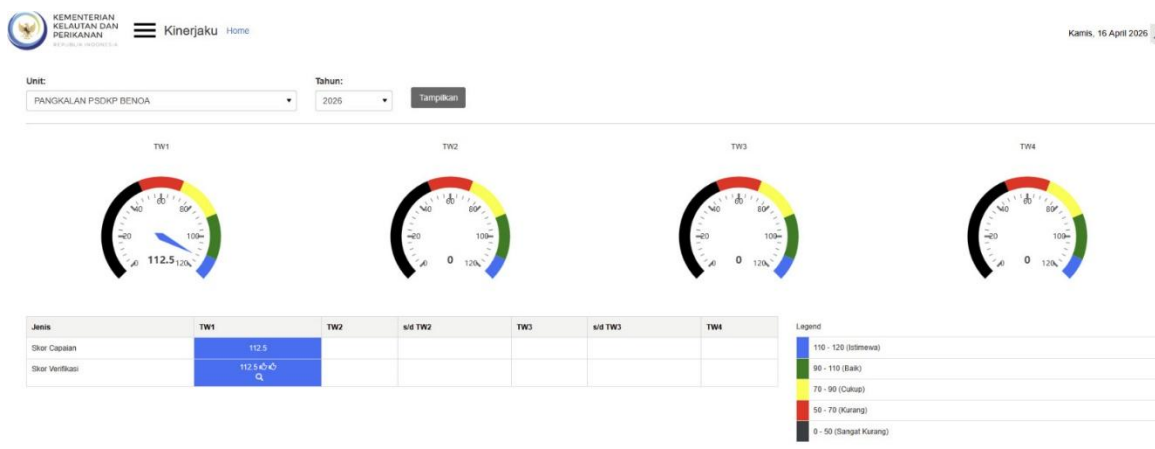 KEMENTERIAN
KELAUTAN DAN
PERIKANAN
REPUBLIK INDONESIA
Kinerjaku Home
Kamis, 16 April 2026
Unit: Tahun:
PANGKALAN PSDKP BENOA 2026 Tampilkan
TW1 TW2 TW3 TW4
0 20 40 60 80 100 120 112.5
0 20 40 60 80 100 120 0
0 20 40 60 80 100 120 0
0 20 40 60 80 100 120 0
Jenis TW1 TW2 s/d TW2 TW3 s/d TW3 TW4
Skor Capaian 112.5
Skor Verifikasi 112.5
Legend
110 - 120 (Istimewa)
90 - 110 (Baik)
70 - 90 (Cukup)
50 - 70 (Kurang)
0 - 50 (Sangat Kurang)